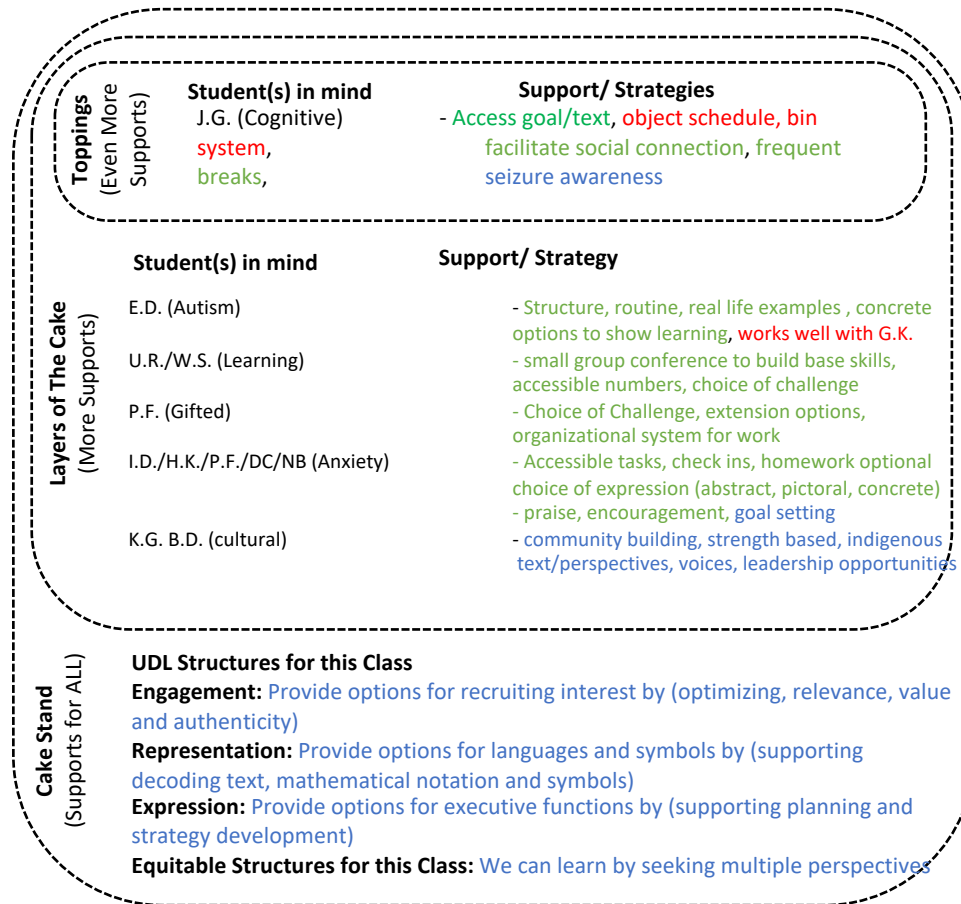 Toppings
(Even More
Supports)
Student(s) in mind
Support/ Strategies
J.G. (Cognitive)
- Access goal/text, object schedule, bin
system,
facilitate social connection, frequent
breaks,
seizure awareness
Layers of The Cake
(More Supports)
Student(s) in mind
Support/ Strategy
E.D. (Autism)
- Structure, routine, real life examples , concrete
options to show learning, works well with G.K.
U.R./W.S. (Learning)
- small group conference to build base skills,
accessible numbers, choice of challenge
P.F. (Gifted)
- Choice of Challenge, extension options,
organizational system for work
I.D./H.K./P.F./DC/NB (Anxiety)
- Accessible tasks, check ins, homework optional
choice of expression (abstract, pictoral, concrete)
- praise, encouragement, goal setting
K.G. B.D. (cultural)
- community building, strength based, indigenous
text/perspectives, voices, leadership opportunities
Cake Stand
(Supports for ALL)
UDL Structures for this Class
Engagement: Provide options for recruiting interest by (optimizing, relevance, value
and authenticity)
Representation: Provide options for languages and symbols by (supporting
decoding text, mathematical notation and symbols)
Expression: Provide options for executive functions by (supporting planning and
strategy development)
Equitable Structures for this Class: We can learn by seeking multiple perspectives